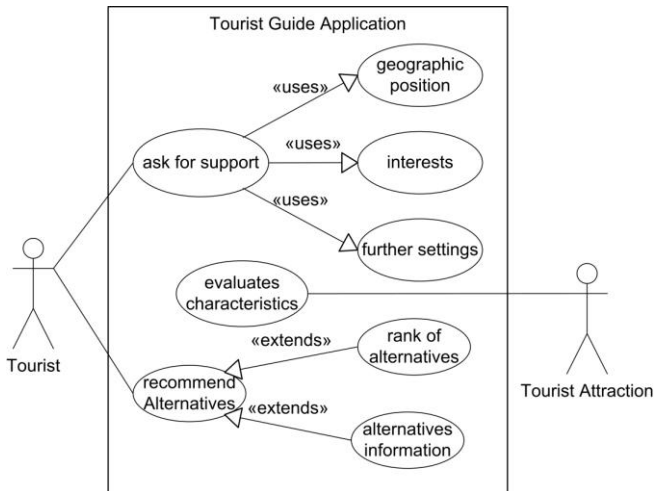 Tourist Guide Application
geographic
position
«uses»
ask for support
«uses»
interests
«uses»
further settings
evaluates
characteristics
Tourist
Tourist Attraction
«extends»
rank of
alternatives
recommend
Alternatives
«extends»
alternatives
information